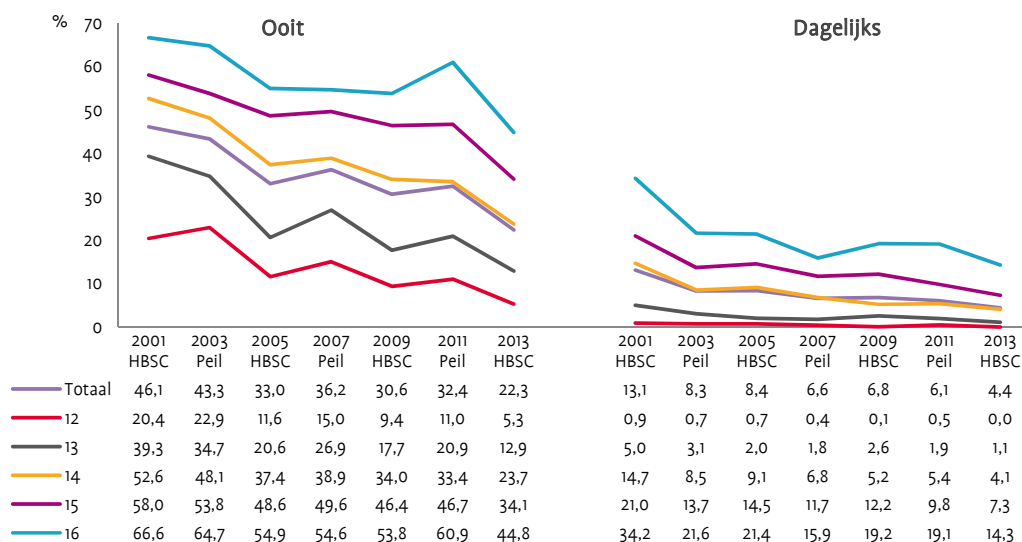 % 70 Ooit Dagelijks
60
50
40
30
20
10
0
2001 2003 2005 2007 2009 2011 2013 2001 2003 2005 2007 2009 2011 2013
HBSC Peil HBSC Peil HBSC Peil HBSC HBSC Peil HBSC Peil HBSC Peil HBSC
Totaal 46,1 43,3 33,0 36,2 30,6 32,4 22,3 13,1 8,3 8,4 6,6 6,8 6,1 4,4
12 20,4 22,9 11,6 15,0 9,4 11,0 5,3 0,9 0,7 0,7 0,4 0,1 0,5 0,0
13 39,3 34,7 20,6 26,9 17,7 20,9 12,9 5,0 3,1 2,0 1,8 2,6 1,9 1,1
14 52,6 48,1 37,4 38,9 34,0 33,4 23,7 14,7 8,5 9,1 6,8 5,2 5,4 4,1
15 58,0 53,8 48,6 49,6 46,4 46,7 34,1 21,0 13,7 14,5 11,7 12,2 9,8 7,3
16 66,6 64,7 54,9 54,6 53,8 60,9 44,8 34,2 21,6 21,4 15,9 19,2 19,1 14,3